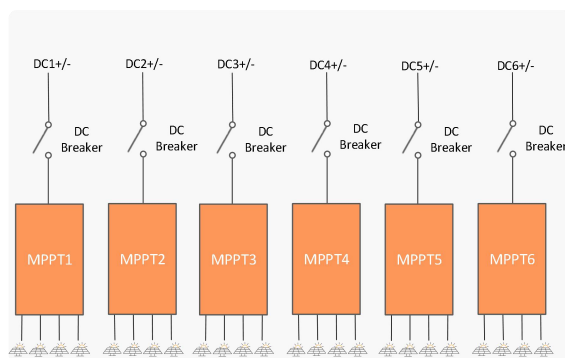 DC1+/-
DC2+/-
DC3+/-
DC4+/-
DC5+/-
DC6+/-
DC
Breaker
DC
Breaker
DC
Breaker
DC
Breaker
DC
Breaker
DC
Breaker
MPPT1
MPPT2
MPPT3
MPPT4
MPPT5
MPPT6